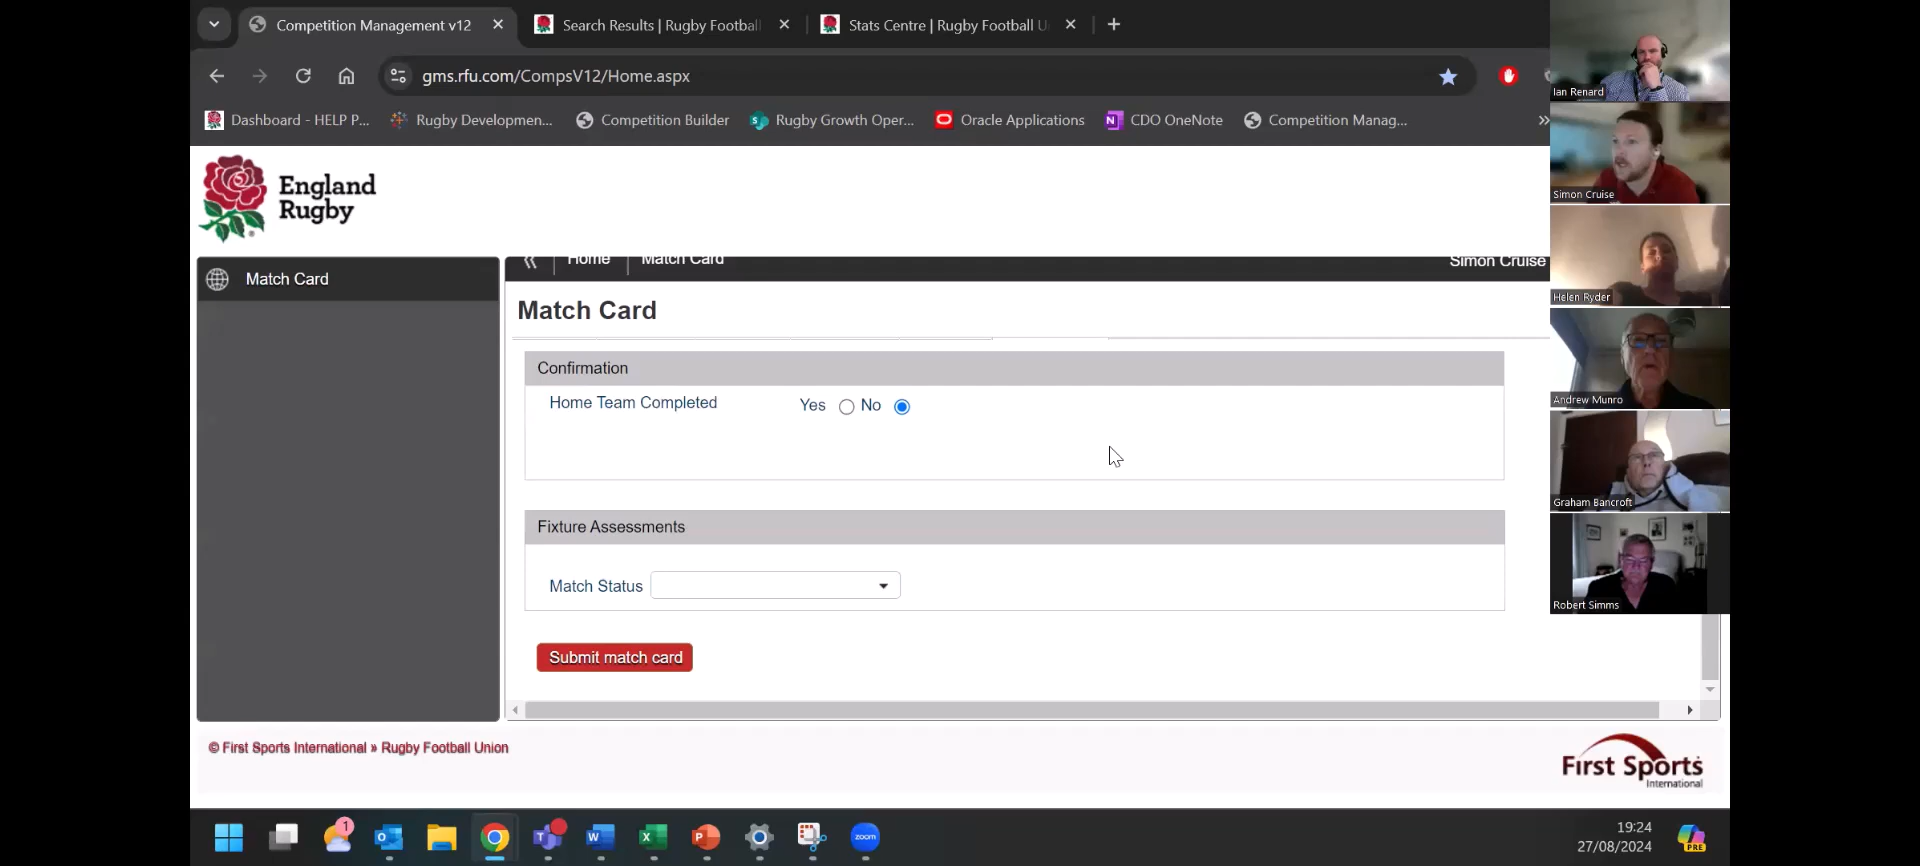 Competition Management v12
Search Results | Rugby Football
Stats Centre | Rugby Football U
gms.rfu.com/CompsV12/Home.aspx
Dashboard - HELP P...
Rugby Developmen...
Competition Builder
Rugby Growth Oper...
Oracle Applications
CDO OneNote
Competition Manag...
England
Rugby
Match Card
Home
Match Card
Simon Cruise
Match Card
Confirmation
Home Team Completed
Yes
No
Fixture Assessments
Match Status
Submit match card
© First Sports International » Rugby Football Union
First Sports
International
Ian Renard
Simon Cruise
Helen Ryder
Andrew Munro
Graham Bancroft
Robert Simms
1
zoom
19:24
27/08/2024
PRE